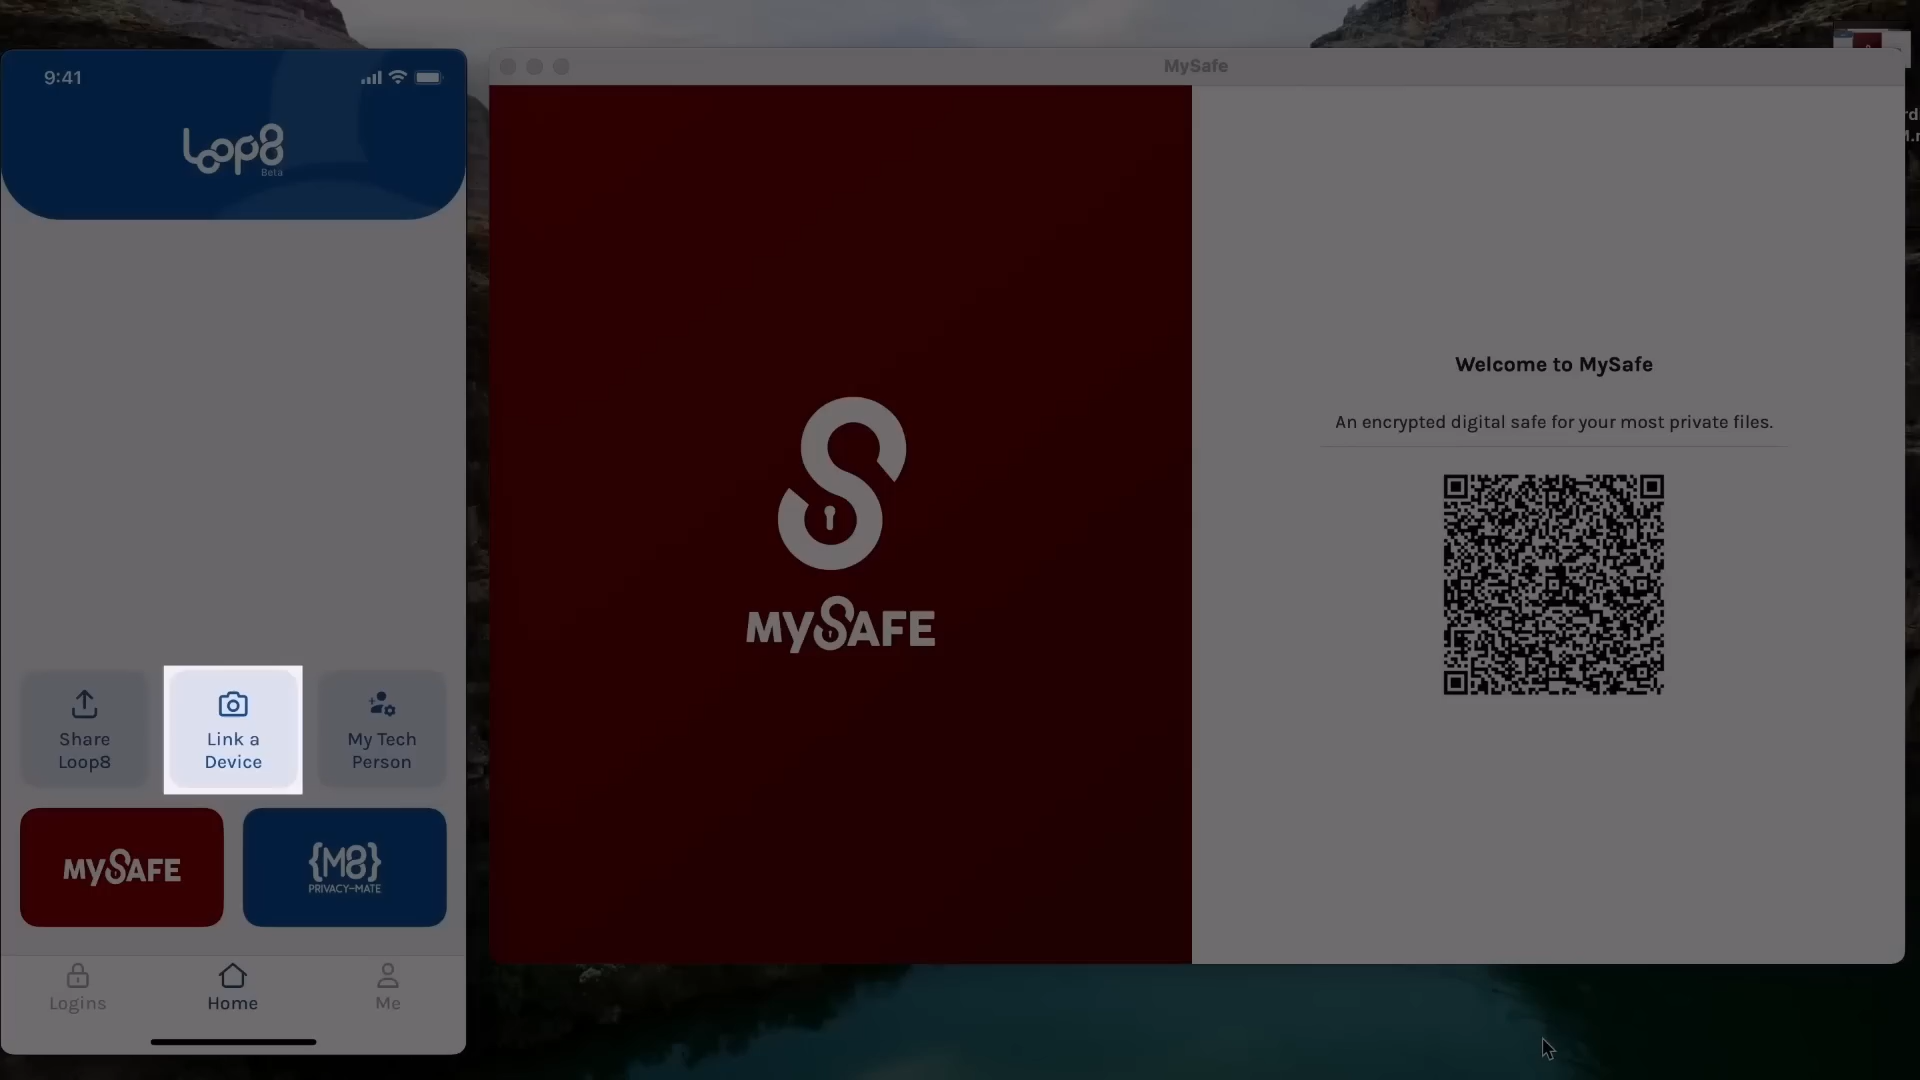 9:41
Loop8
Beta
Share
Loop8
Link a
Device
My Tech
Person
MYSAFE
{M8}
PRIVACY-MATE
Logins
Home
Me
MySafe
MYSAFE
Welcome to MySafe
An encrypted digital safe for your most private files.